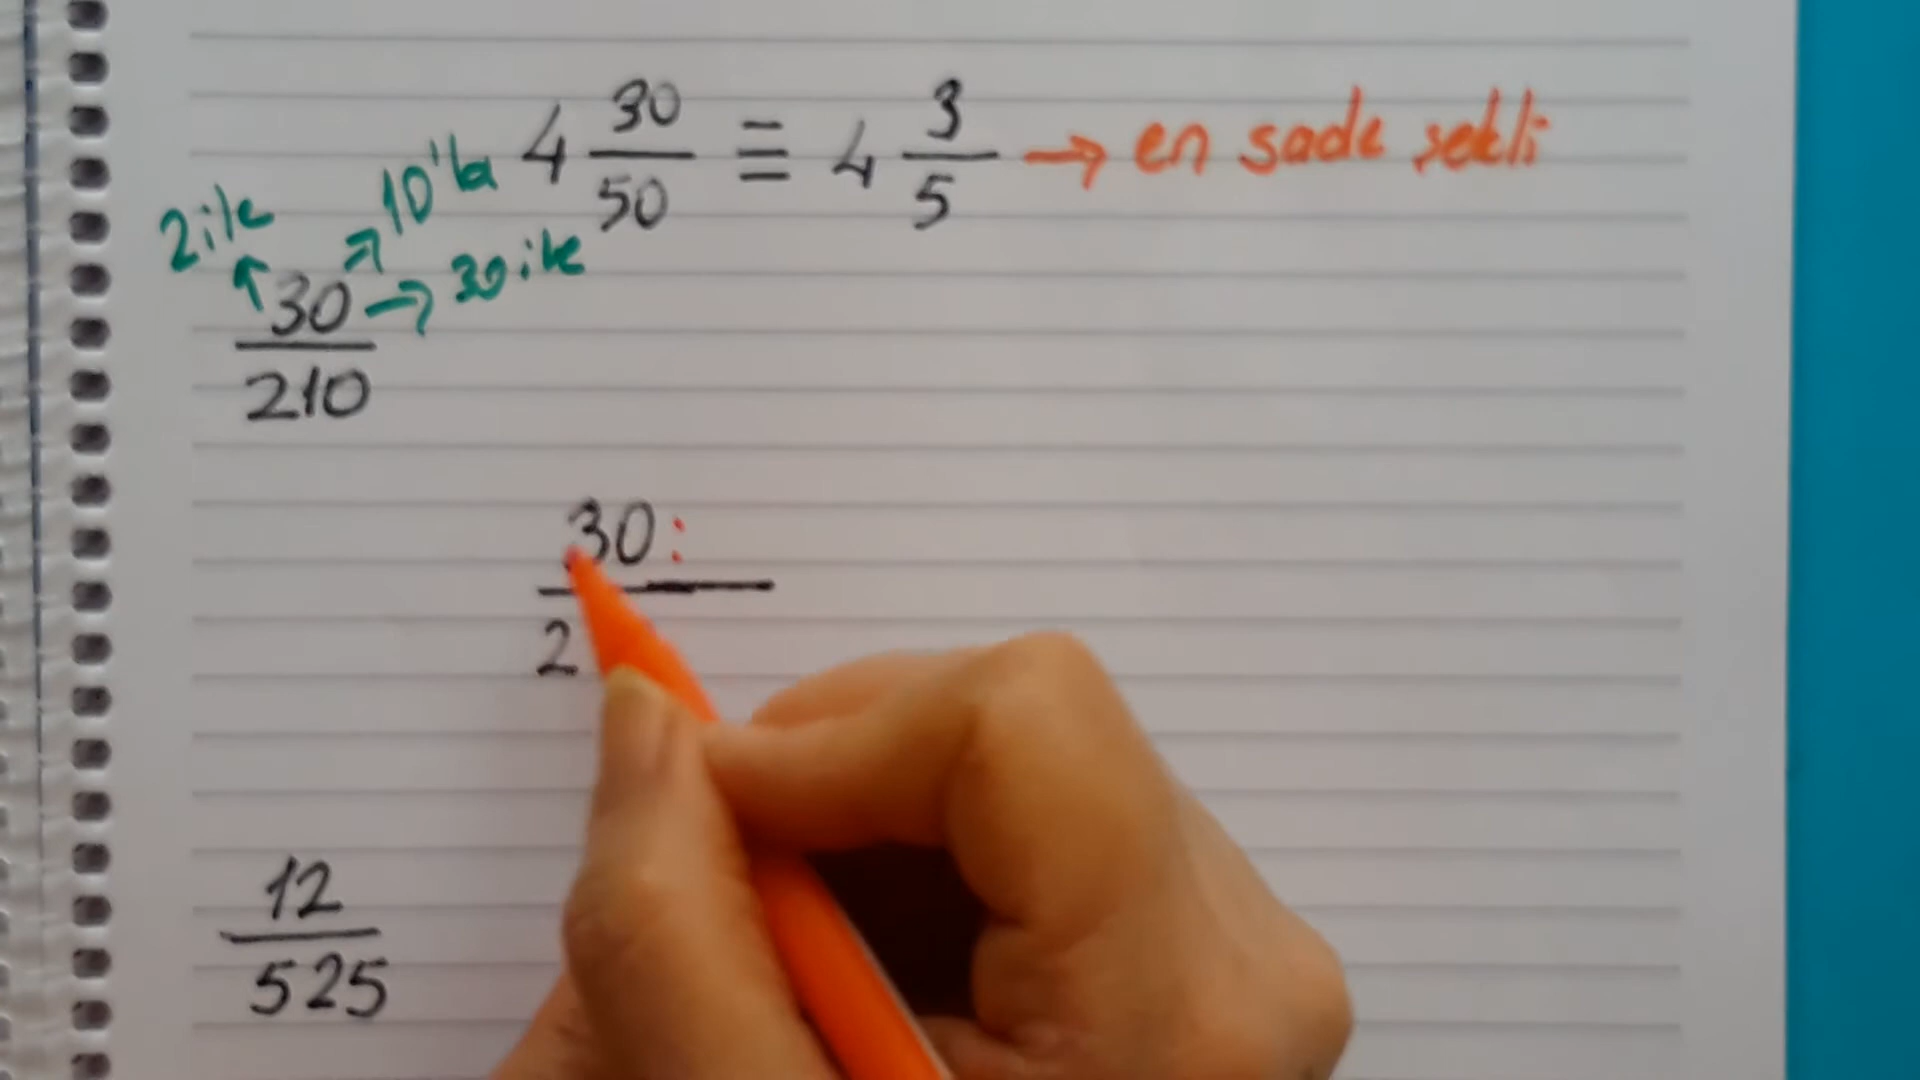 4 30/50 = 4 3/5 → en sade şekli
2 ile 10'la
30 ile
30/210
30:
2
12/525